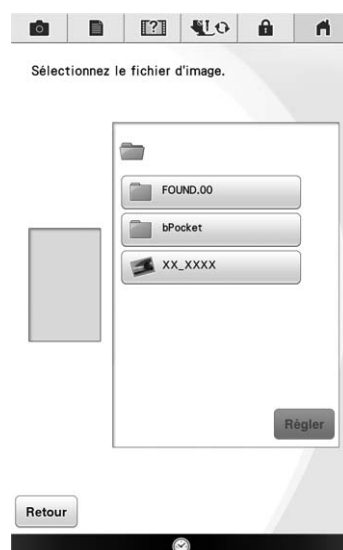 [?]
Sélectionnez le fichier d'image.
FOUND.00
bPocket
XX_XXXX
Régler
Retour